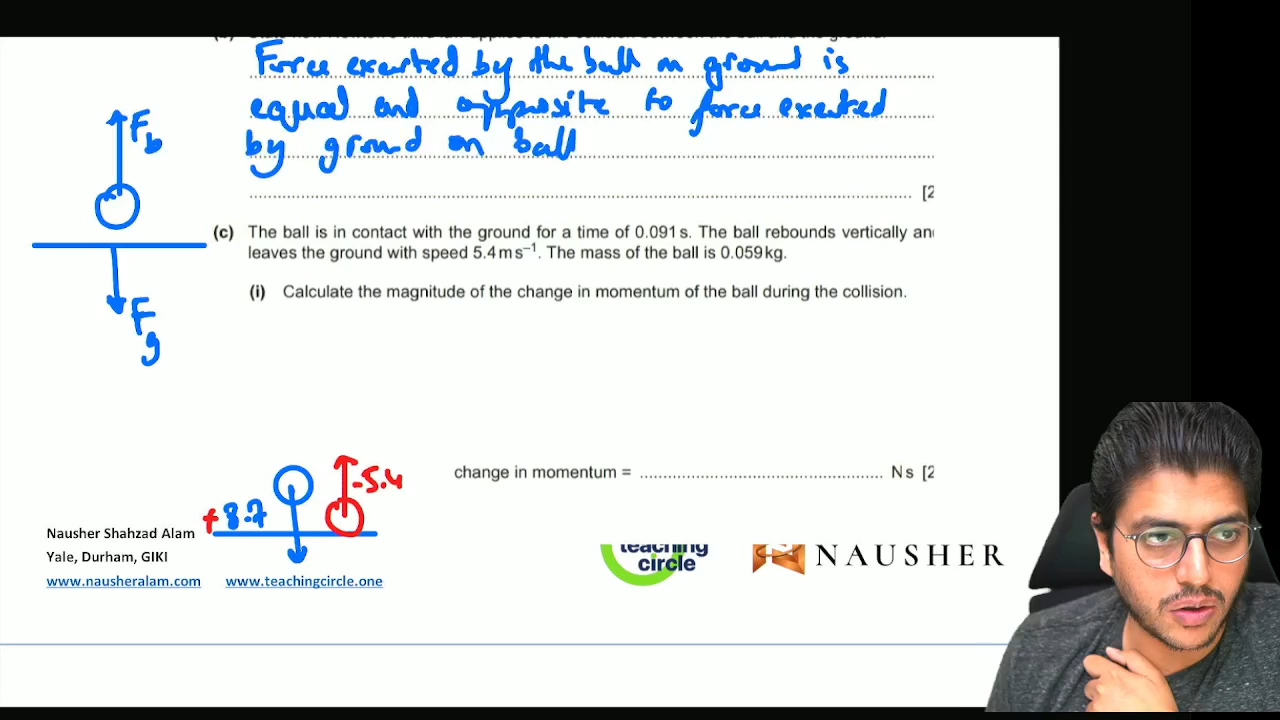 Force exerted by the ball on ground is
equal and opposite to force exerted
by ground on ball
[2
F b
F g
(c) The ball is in contact with the ground for a time of 0.091 s. The ball rebounds vertically an
leaves the ground with speed 5.4 m s⁻¹. The mass of the ball is 0.059 kg.
(i) Calculate the magnitude of the change in momentum of the ball during the collision.
change in momentum = ................................................ N s [2
+8.7
-5.4
Nausher Shahzad Alam
Yale, Durham, GIKI
www.nausheralam.com www.teachingcircle.one
teaching
circle
NAUSHER